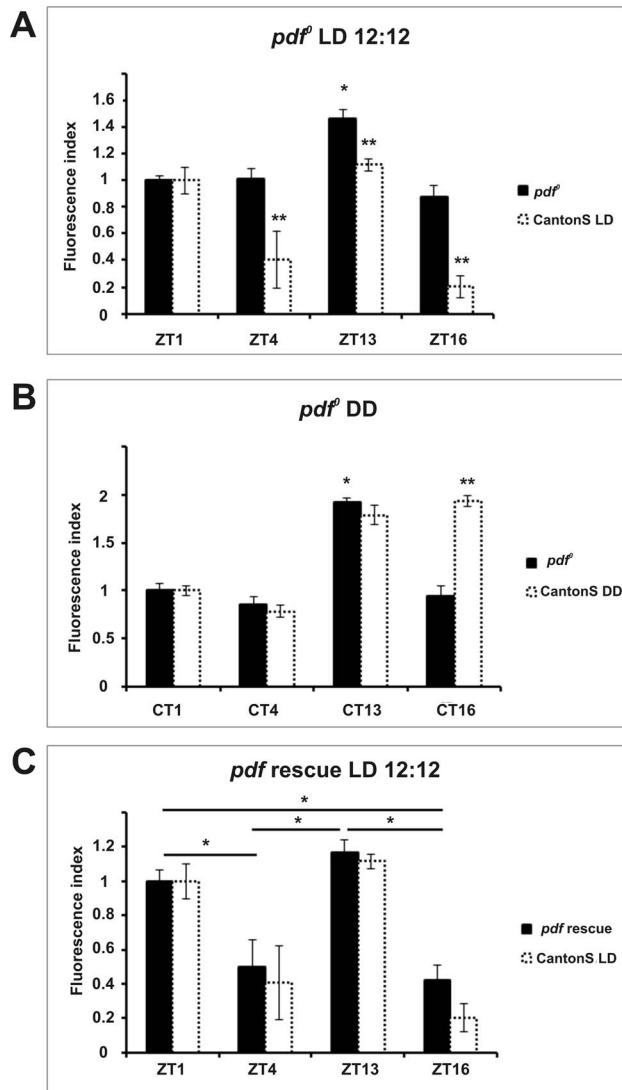 A
pdf⁰ LD 12:12
Fluorescence index
1.6
1.4
1.2
1
0.8
0.6
0.4
0.2
0
*
**
**
**
ZT1 ZT4 ZT13 ZT16
pdf⁰
CantonS LD
B
pdf⁰ DD
Fluorescence index
2
1.5
1
0.5
0
*
**
CT1 CT4 CT13 CT16
pdf⁰
CantonS DD
C
pdf rescue LD 12:12
Fluorescence index
1.2
1
0.8
0.6
0.4
0.2
0
*
* *
*
ZT1 ZT4 ZT13 ZT16
pdf rescue
CantonS LD